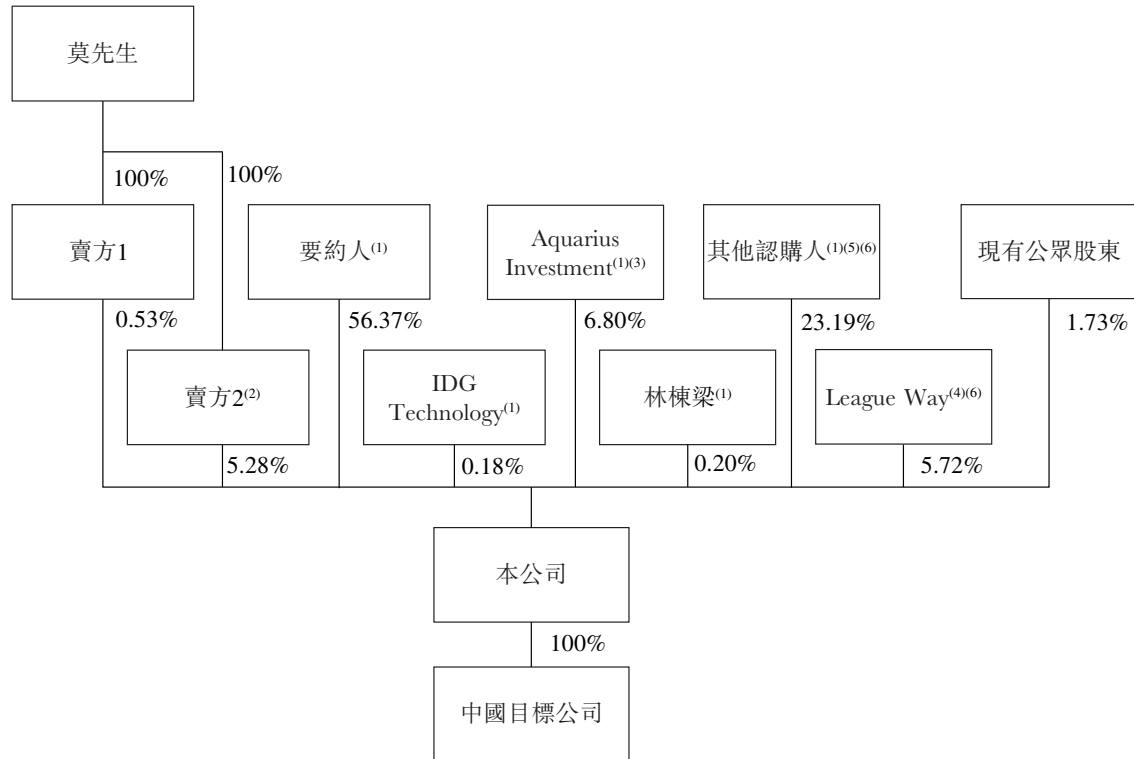 莫先生
100%
100%
賣方1
要約人(1)
Aquarius
Investment(1)(3)
其他認購人(1)(5)(6)
現有公眾股東
0.53%
56.37%
6.80%
23.19%
1.73%
賣方2(2)
IDG
Technology(1)
林棟梁(1)
League Way(4)(6)
5.28%
0.18%
0.20%
5.72%
本公司
100%
中國目標公司